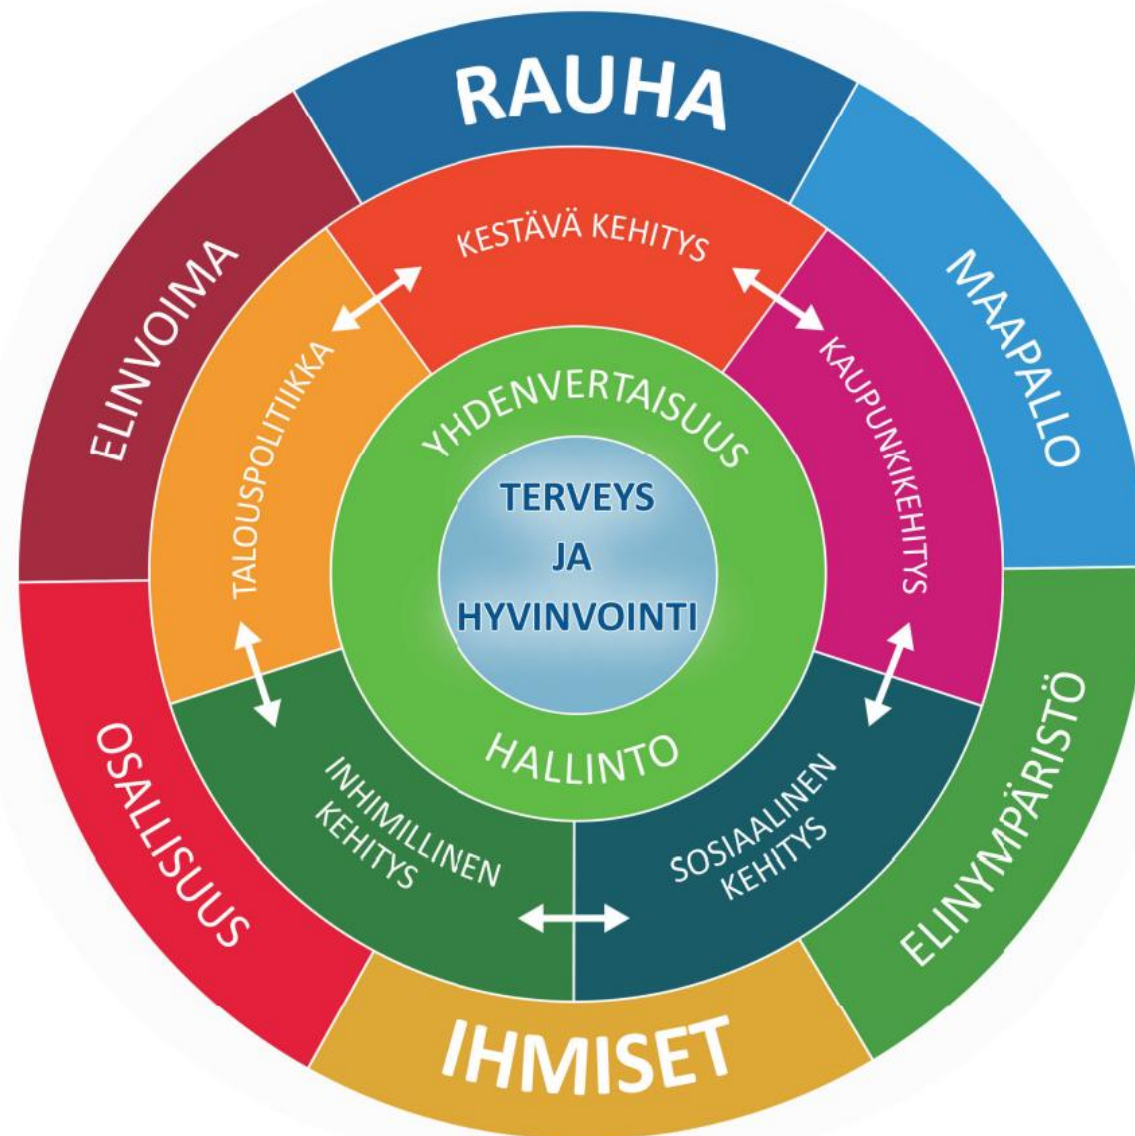 RAUHA
MAAPALLO
ELINYMPÄRISTÖ
IHMISET
OSALLISUUS
ELINVOIMA
KESTÄVÄ KEHITYS
KAUPUNKIKEHITYS
SOSIAALINEN
KEHITYS
INHIMILLINEN
KEHITYS
TALOUSPOLITIIKKA
YHDENVERTAISUUS
HALLINTO
TERVEYS
JA
HYVINVOINTI